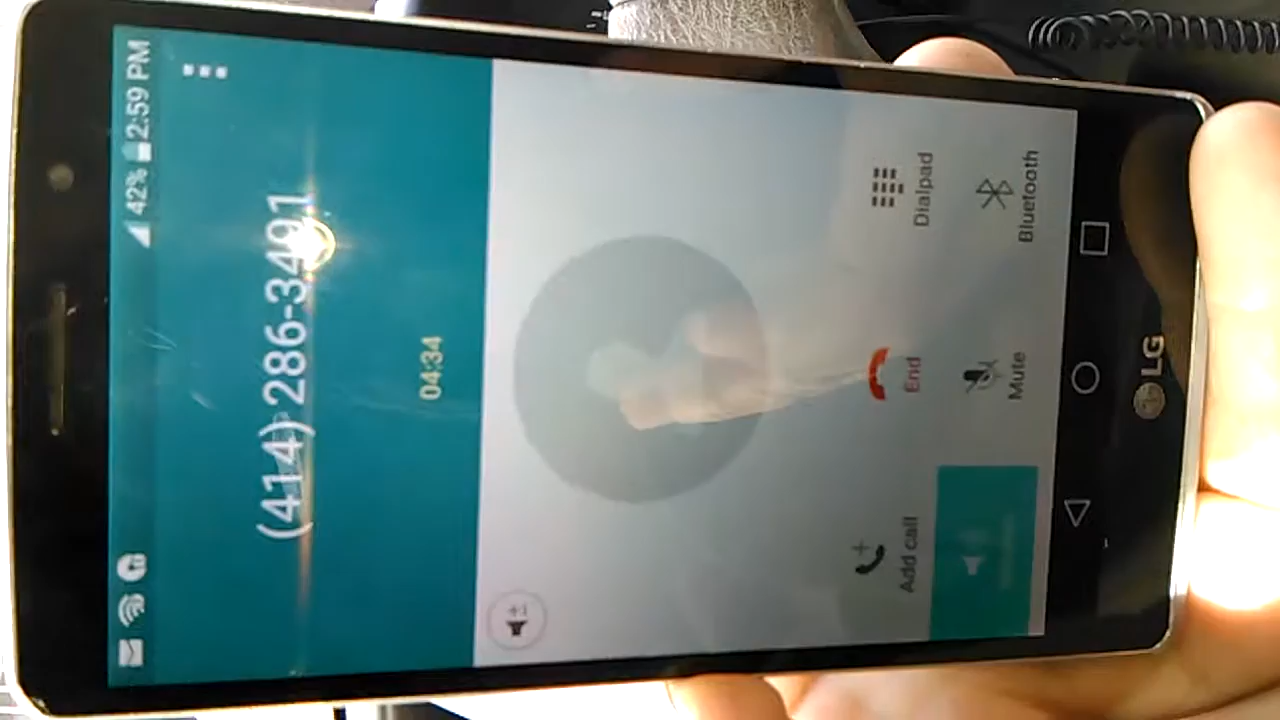 42% 2:59 PM
(414) 286-3491
04:34
Add call
End
Dialpad
Mute
Bluetooth
LG